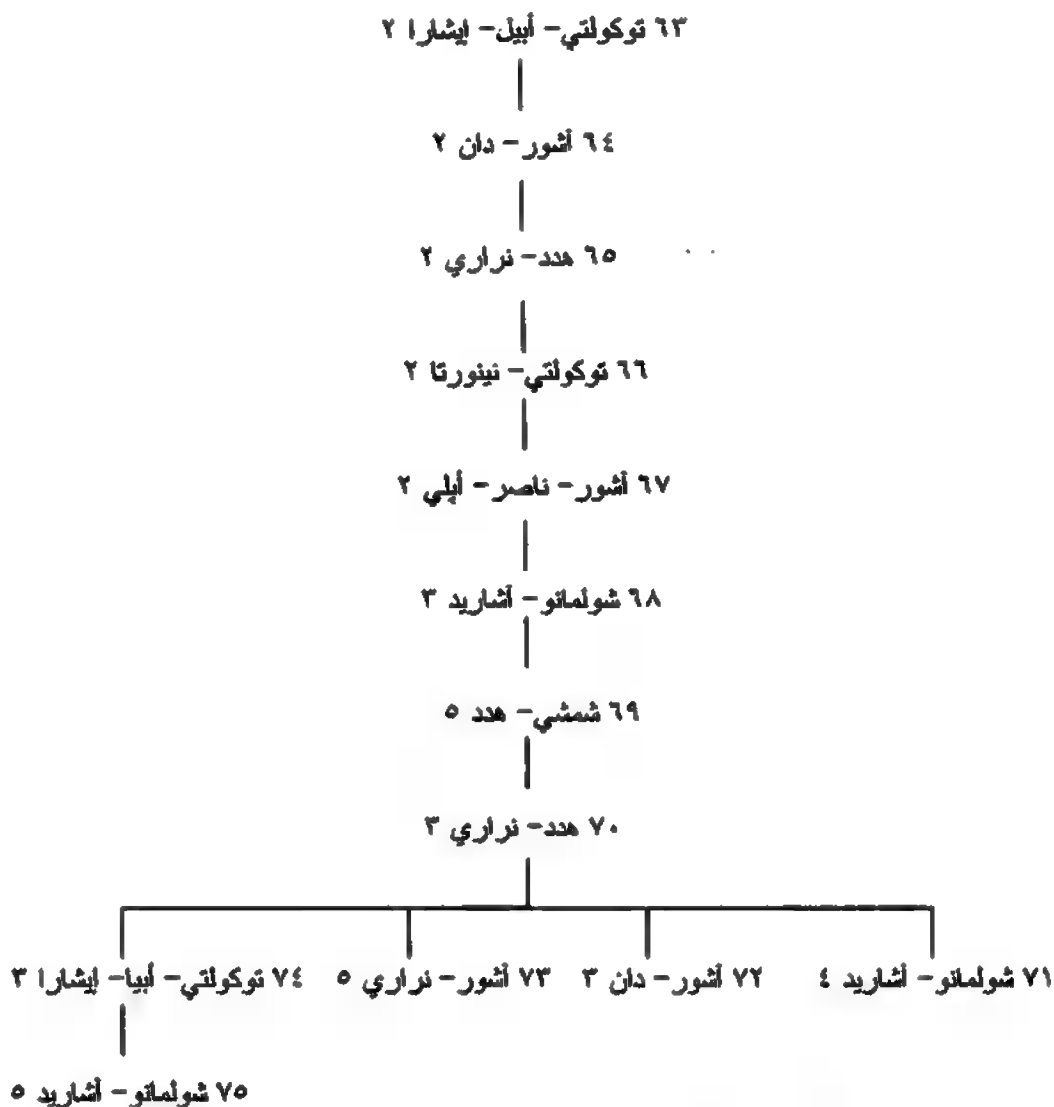 ٦٣ توكولتي- أبيل- إيشارا ٢
٦٤ أشور- دان ٢
٦٥ هدد- نراري ٢
٦٦ توكولتي- نينورتا ٢
٦٧ أشور- ناصر- أبلي ٢
٦٨ شولمانو- آشاريد ٣
٦٩ شمشي- هدد ٥
٧٠ هدد- نراري ٣
٧١ شولمانو- أشاريد ٤ ٧٢ أشور- دان ٣ ٧٣ أشور- نراري ٥ ٧٤ توكولتي- أبيا- إيشارا ٣
٧٥ شولمانو- أشاريد ٥